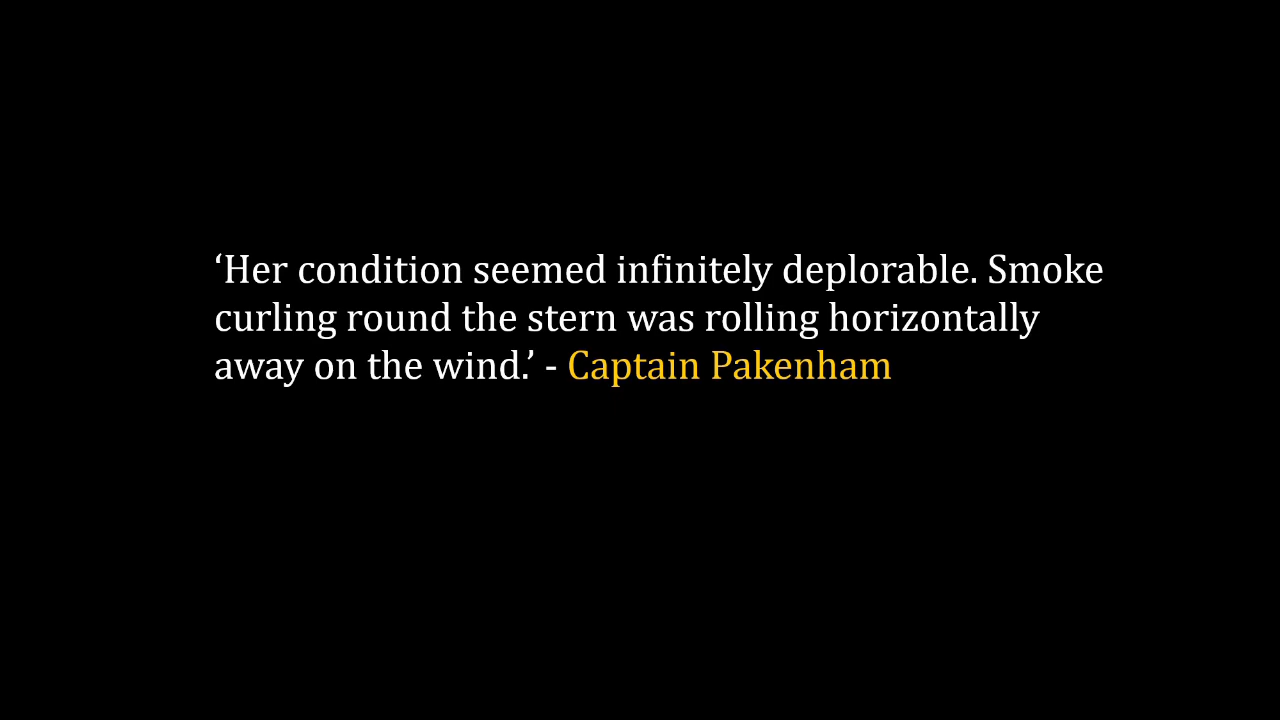 ‘Her condition seemed infinitely deplorable. Smoke
curling round the stern was rolling horizontally
away on the wind.’ - Captain Pakenham